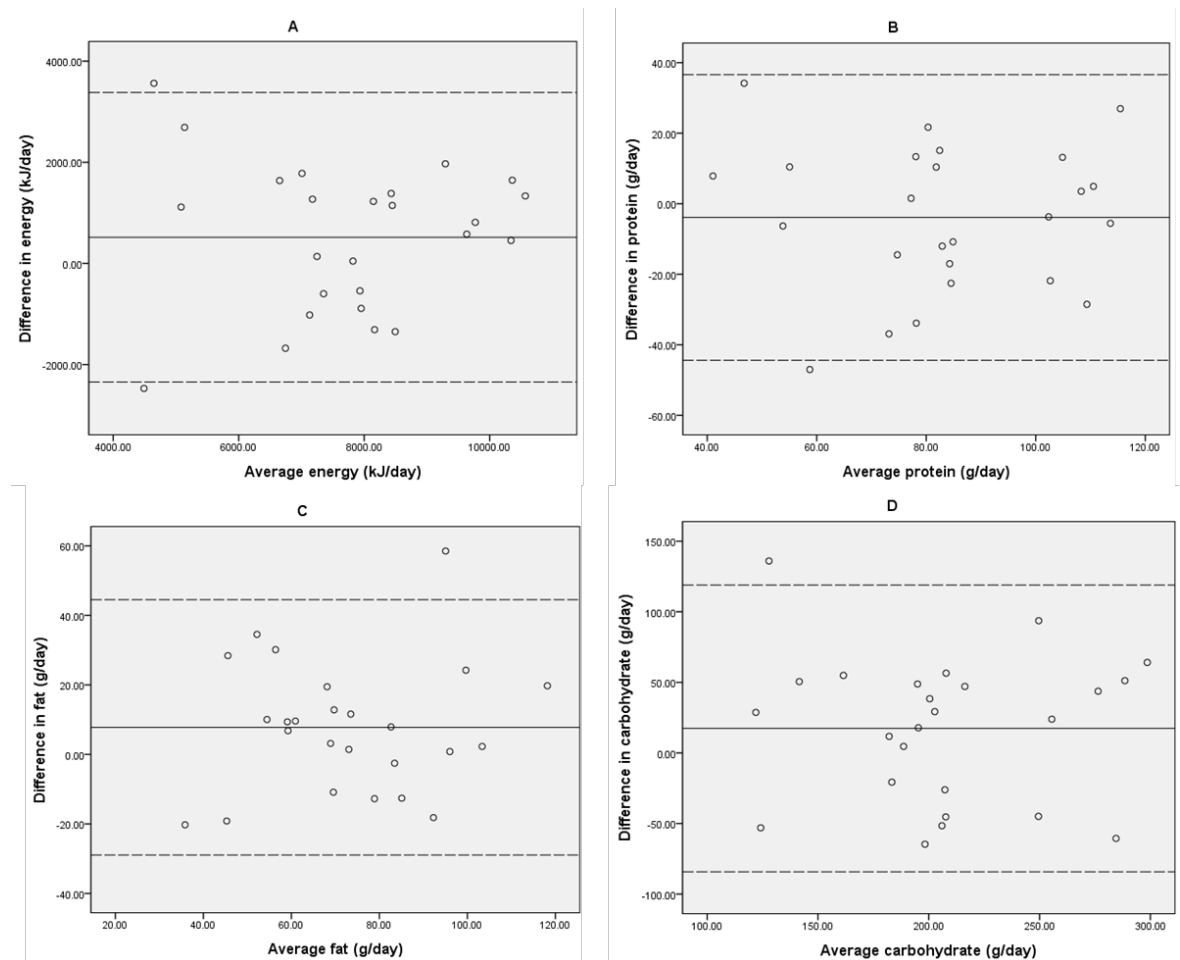 A
Difference in energy (kJ/day)
4000.00
2000.00
0.00
-2000.00
4000.00 6000.00 8000.00 10000.00
Average energy (kJ/day)
B
Difference in protein (g/day)
40.00
20.00
0.00
-20.00
-40.00
-60.00
40.00 60.00 80.00 100.00 120.00
Average protein (g/day)
C
Difference in fat (g/day)
60.00
40.00
20.00
0.00
-20.00
-40.00
20.00 40.00 60.00 80.00 100.00 120.00
Average fat (g/day)
D
Difference in carbohydrate (g/day)
150.00
100.00
50.00
0.00
-50.00
-100.00
100.00 150.00 200.00 250.00 300.00
Average carbohydrate (g/day)